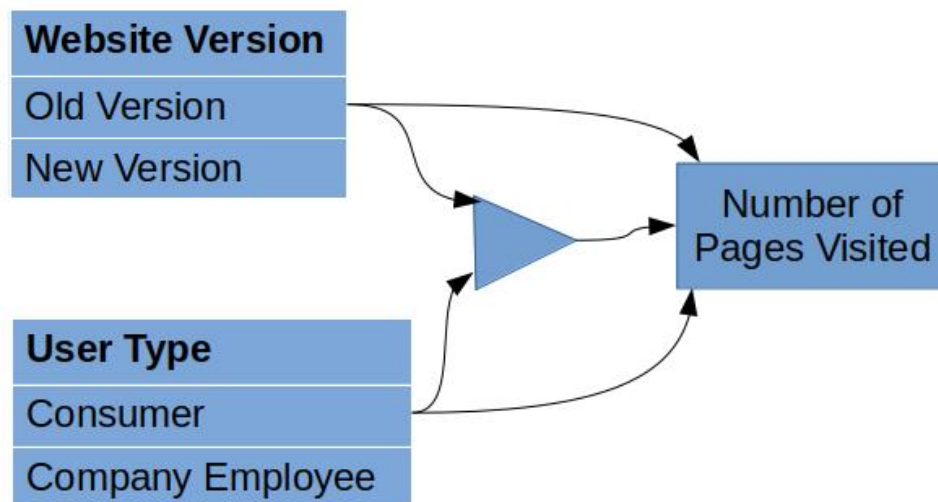 Website Version
Old Version
New Version
Number of
Pages Visited
User Type
Consumer
Company Employee